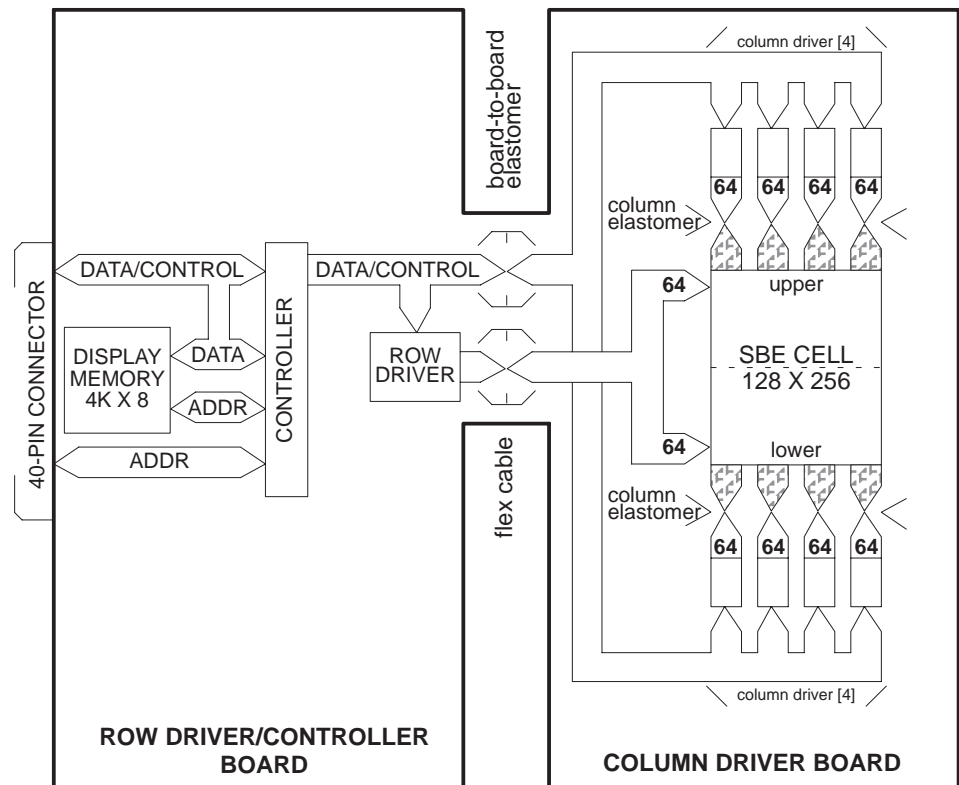 column driver [4]
board-to-board
elastomer
64 64 64 64
column
elastomer
40-PIN CONNECTOR
DATA/CONTROL
DATA/CONTROL
64
upper
CONTROLLER
DISPLAY
MEMORY
4K X 8
DATA
ROW
DRIVER
SBE CELL
128 X 256
ADDR
ADDR
64
lower
flex cable
column
elastomer
64 64 64 64
column driver [4]
ROW DRIVER/CONTROLLER
BOARD
COLUMN DRIVER BOARD